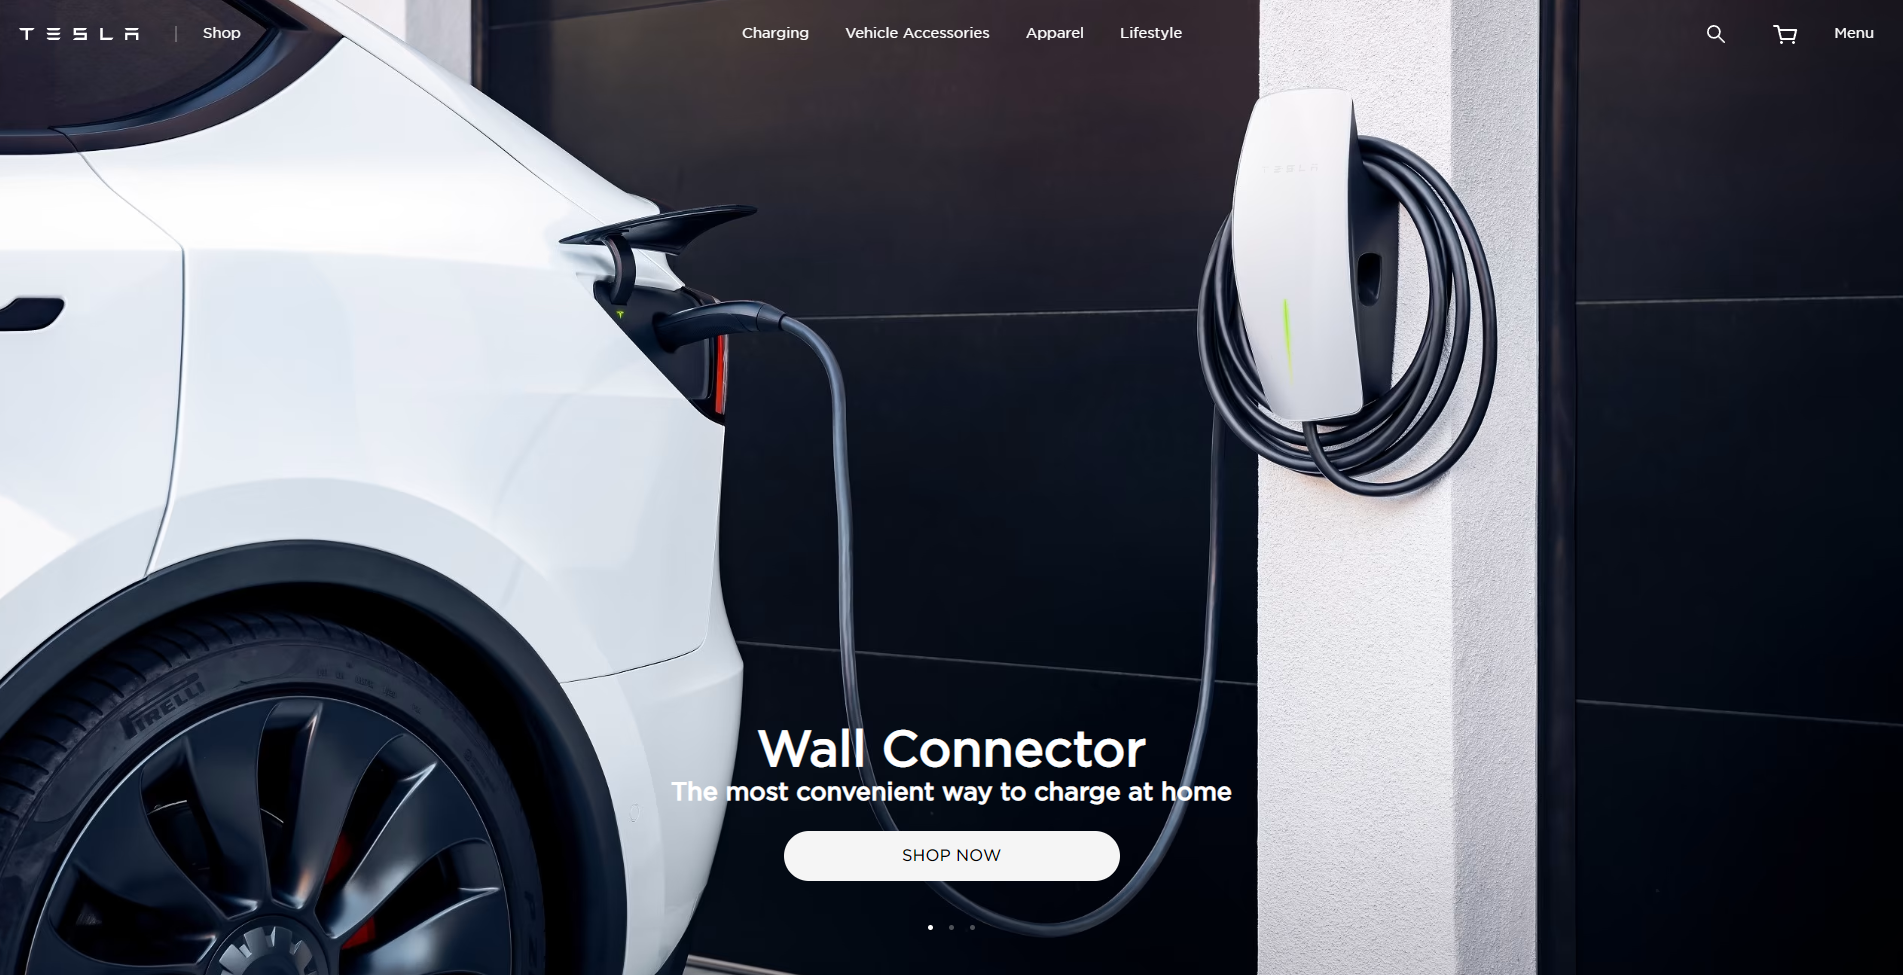 TESLA | Shop
Charging Vehicle Accessories Apparel Lifestyle
Menu
TESLA
PIRELLI
Wall Connector
The most convenient way to charge at home
SHOP NOW